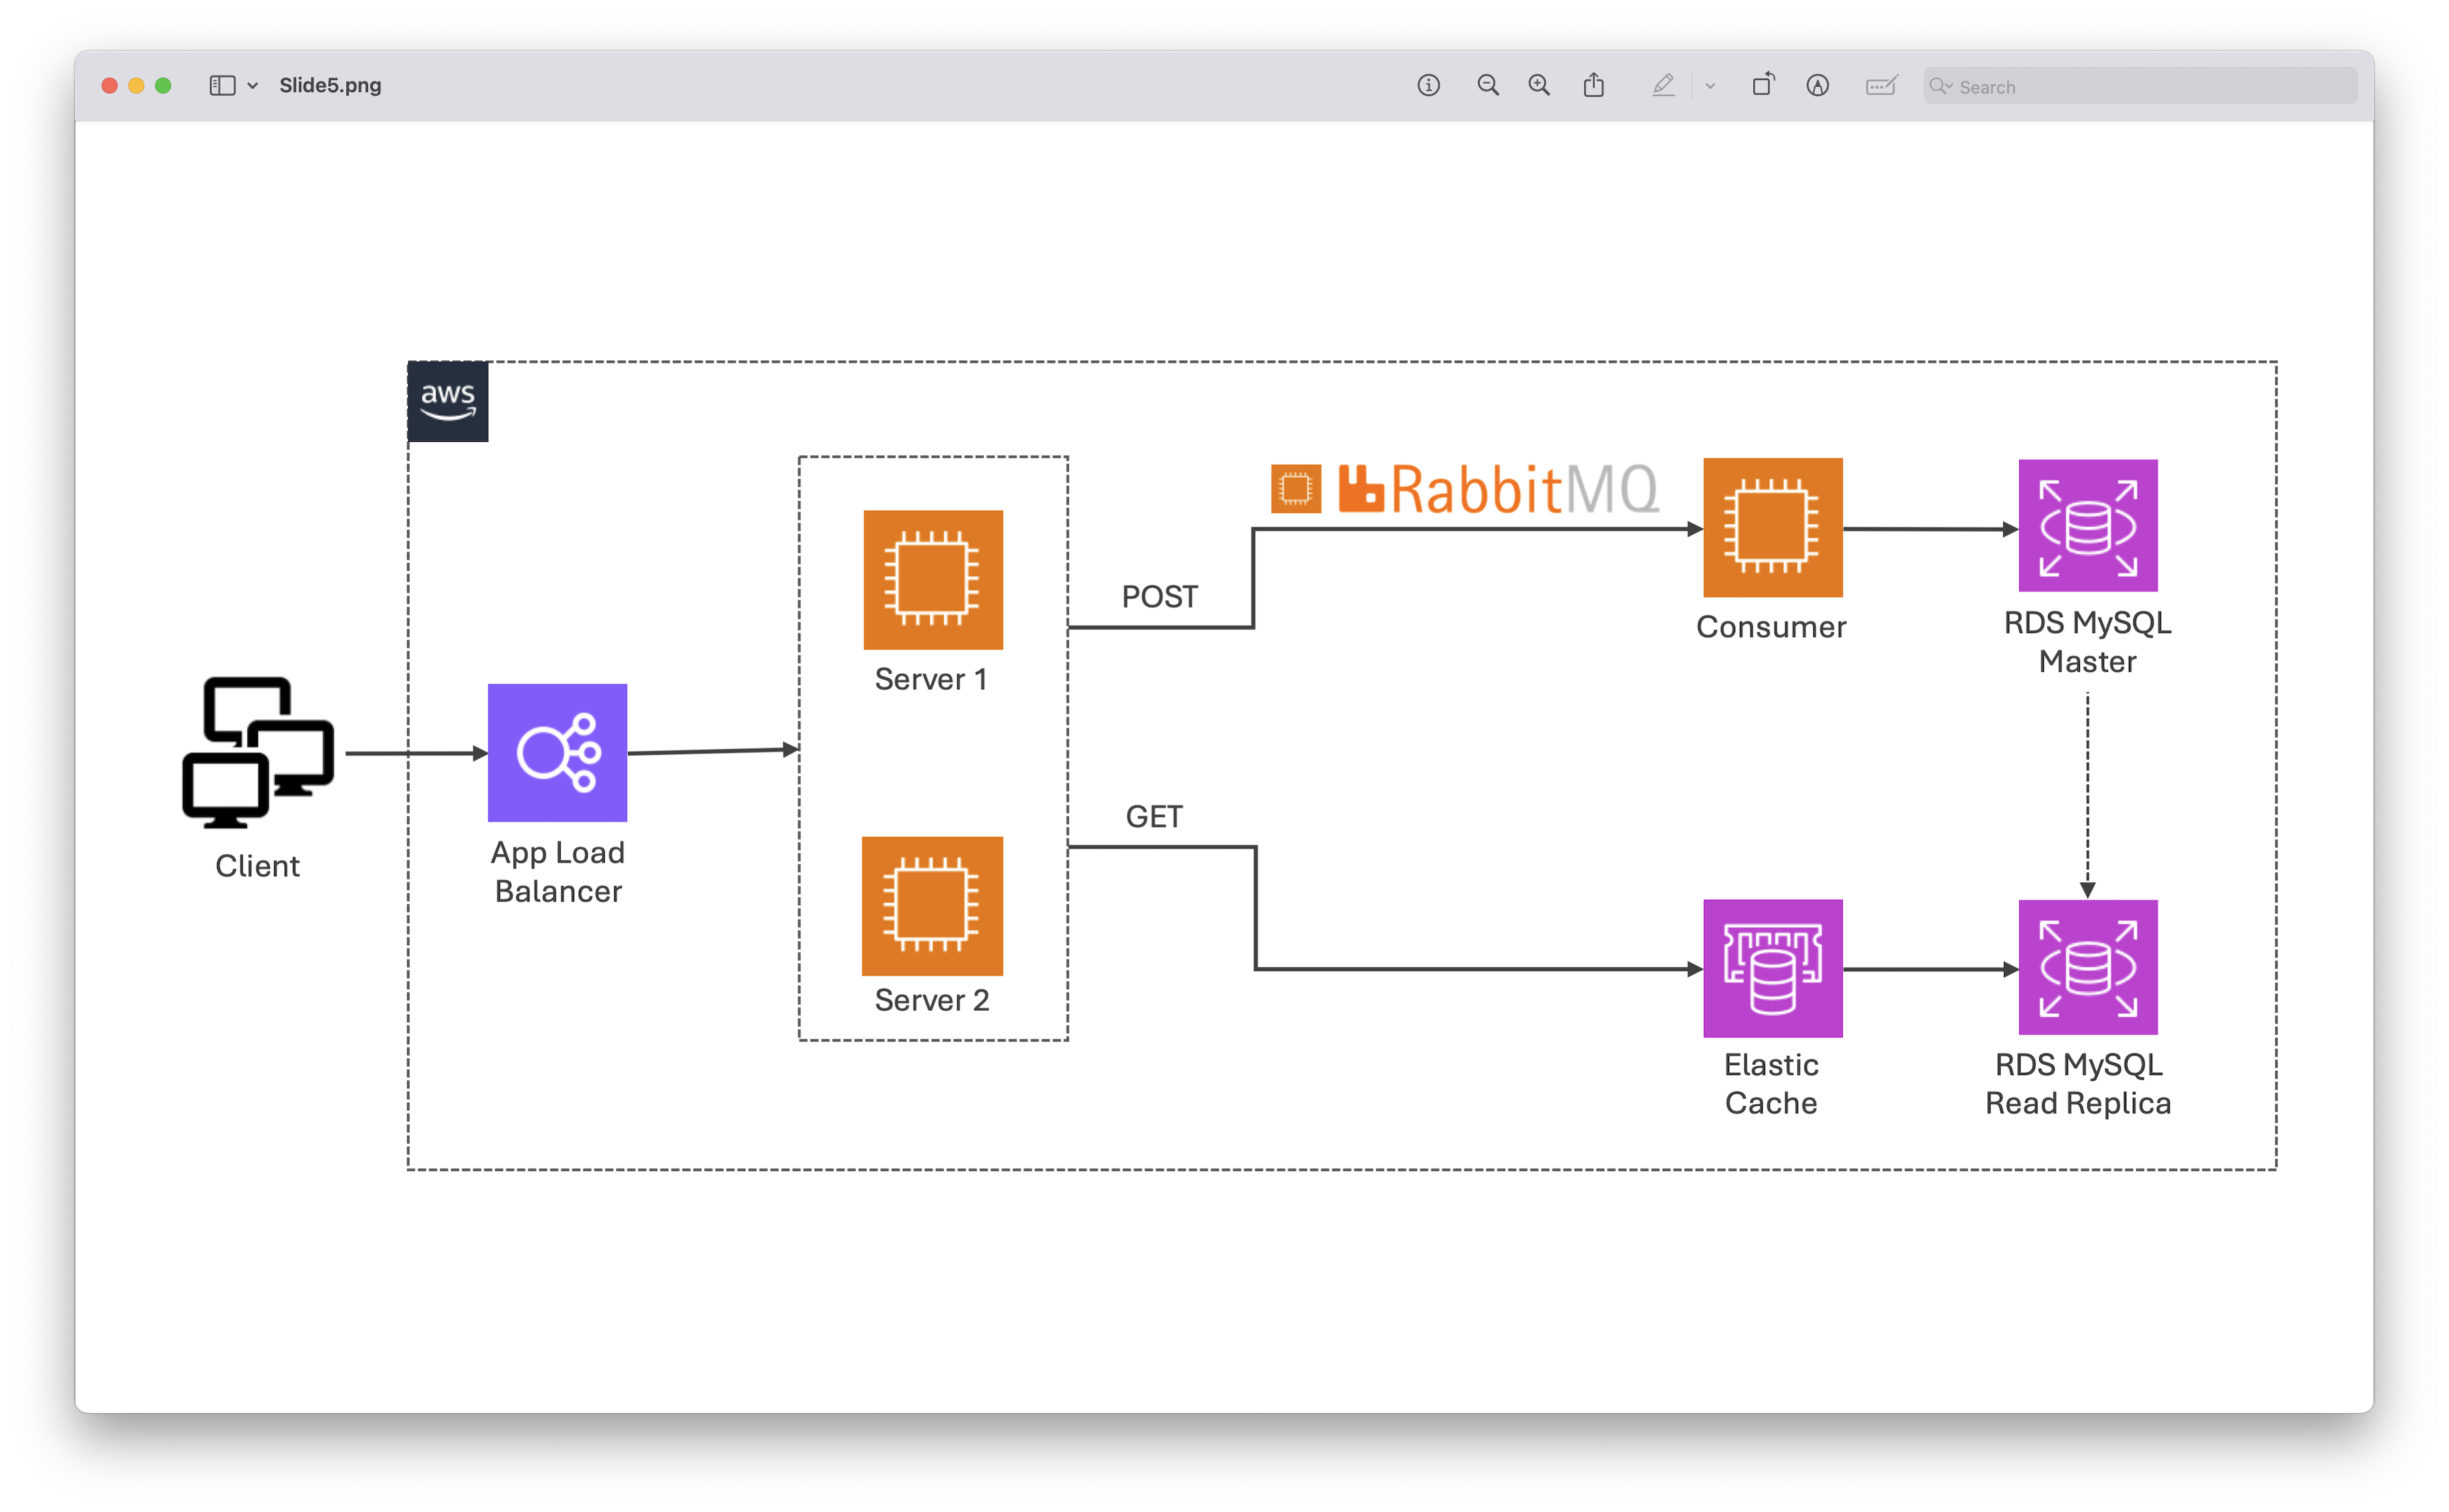 Slide5.png
Search
aws
RabbitMQ
POST
Consumer
RDS MySQL
Master
Server 1
Client
App Load
Balancer
GET
Server 2
Elastic
Cache
RDS MySQL
Read Replica